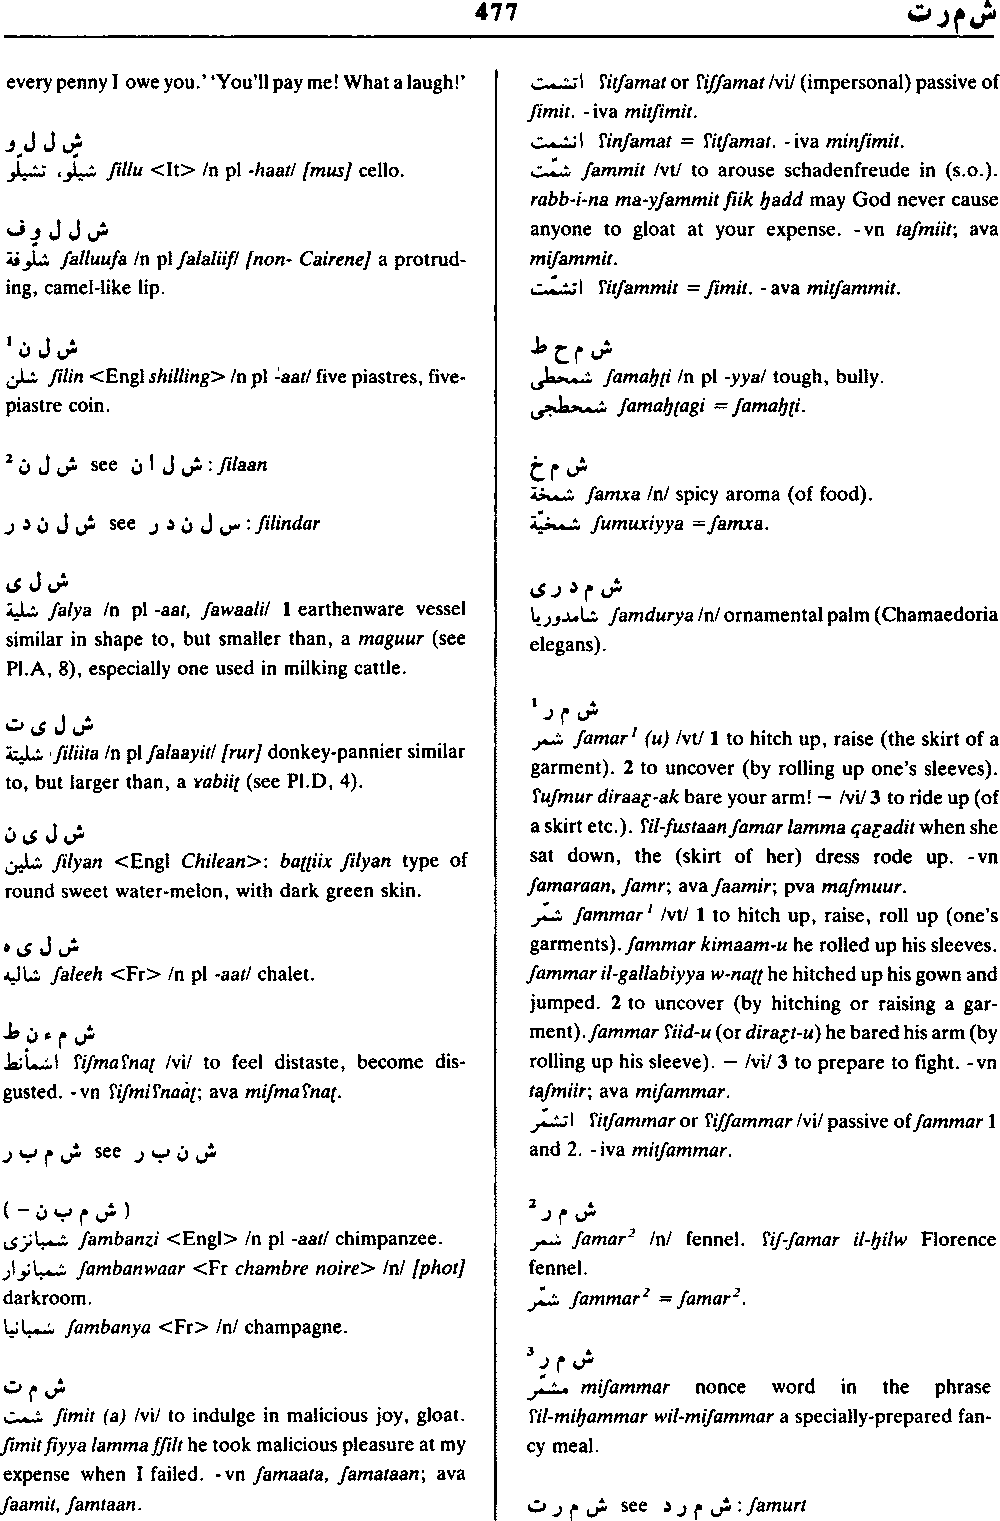 477
ش م ر ت
every penny I owe you.’ ‘You’ll pay me! What a laugh!’
ش ل ل و
شيلّو، تشيلّو ʃillu <It> /n pl -haat/ [mus] cello.
ش ل ل و ف
شلّوفة ʃalluufa /n pl ʃalaliif/ [non- Cairene] a protrud-
ing, camel-like lip.
ش ل ن ¹
شلن ʃilin <Engl shilling> /n pl -aat/ five piastres, five-
piastre coin.
ش ل ن ² see ش ل ا ن : ʃilaan
ش ل ن د ر see س ل ن د ر : ʃilindar
ش ل ى
شلية ʃalya /n pl -aat, ʃawaali/ 1 earthenware vessel
similar in shape to, but smaller than, a maguur (see
Pl.A, 8), especially one used in milking cattle.
ش ل ى ت
شليتة ʃiliita /n pl ʃalaayit/ [rur] donkey-pannier similar
to, but larger than, a ɣabiiṭ (see Pl.D, 4).
ش ل ى ن
شلين ʃilyan <Engl Chilean>: baṭṭiix ʃilyan type of
round sweet water-melon, with dark green skin.
ش ل ى ه
شاليه ʃaleeh <Fr> /n pl -aat/ chalet.
ش م ء ن ط
اشمأنط ʕiʃmaʕnaṭ /vi/ to feel distaste, become dis-
gusted. -vn ʕiʃmiʕnaaṭ; ava miʃmaʕnaṭ.
ش م ب ر see ش ن ب ر
(ش م ب ن –)
شمبانزى ʃambanzi <Engl> /n pl -aat/ chimpanzee.
شمبانوار ʃambanwaar <Fr chambre noire> /n/ [phot]
darkroom.
شمبانيا ʃambanya <Fr> /n/ champagne.
ش م ت
شمت ʃimit (a) /vi/ to indulge in malicious joy, gloat.
ʃimit fiyya lamma ʃʃilt he took malicious pleasure at my
expense when I failed. -vn ʃamaata, ʃamataan; ava
ʃaamit, ʃamtaan.
اتشمت ʕitʃamat or ʕiʃʃamat /vi/ (impersonal) passive of
ʃimit. -iva mitʃimit.
انشمت ʕinʃamat = ʕitʃamat. -iva minʃimit.
شمّت ʃammit /vt/ to arouse schadenfreude in (s.o.).
rabb-i-na ma-yʃammit fiik ḥadd may God never cause
anyone to gloat at your expense. -vn taʃmiit; ava
miʃammit.
اتشمّت ʕitʃammit = ʃimit. -ava mitʃammit.
ش م ح ط
شمحطى ʃamaḥṭi /n pl -yya/ tough, bully.
شمحطجى ʃamaḥṭagi = ʃamaḥṭi.
ش م خ
شمخة ʃamxa /n/ spicy aroma (of food).
شمخيّة ʃumuxiyya = ʃamxa.
ش م د ر ى
شامدوريا ʃamdurya /n/ ornamental palm (Chamaedoria
elegans).
ش م ر ¹
شمر ʃamar¹ (u) /vt/ 1 to hitch up, raise (the skirt of a
garment). 2 to uncover (by rolling up one’s sleeves).
ʕuʃmur diraaɛ-ak bare your arm! — /vi/ 3 to ride up (of
a skirt etc.). ʕil-fustaan ʃamar lamma qaɛadit when she
sat down, the (skirt of her) dress rode up. -vn
ʃamaraan, ʃamr; ava ʃaamir; pva maʃmuur.
شمّر ʃammar¹ /vt/ 1 to hitch up, raise, roll up (one’s
garments). ʃammar kimaam-u he rolled up his sleeves.
ʃammar il-gallabiyya w-naṭṭ he hitched up his gown and
jumped. 2 to uncover (by hitching or raising a gar-
ment). ʃammar ʕiid-u (or diraɛt-u) he bared his arm (by
rolling up his sleeve). — /vi/ 3 to prepare to fight. -vn
taʃmiir; ava miʃammar.
اتشمّر ʕitʃammar or ʕiʃʃammar /vi/ passive of ʃammar 1
and 2. -iva mitʃammar.
ش م ر ²
شمر ʃamar² /n/ fennel. ʕiʃ-ʃamar il-ḥilw Florence
fennel.
شمّر ʃammar² = ʃamar².
ش م ر ³
مشمّر miʃammar nonce word in the phrase
ʕil-miḥammar wil-miʃammar a specially-prepared fan-
cy meal.
ش م ر ت see ش م ر د : ʃamurt